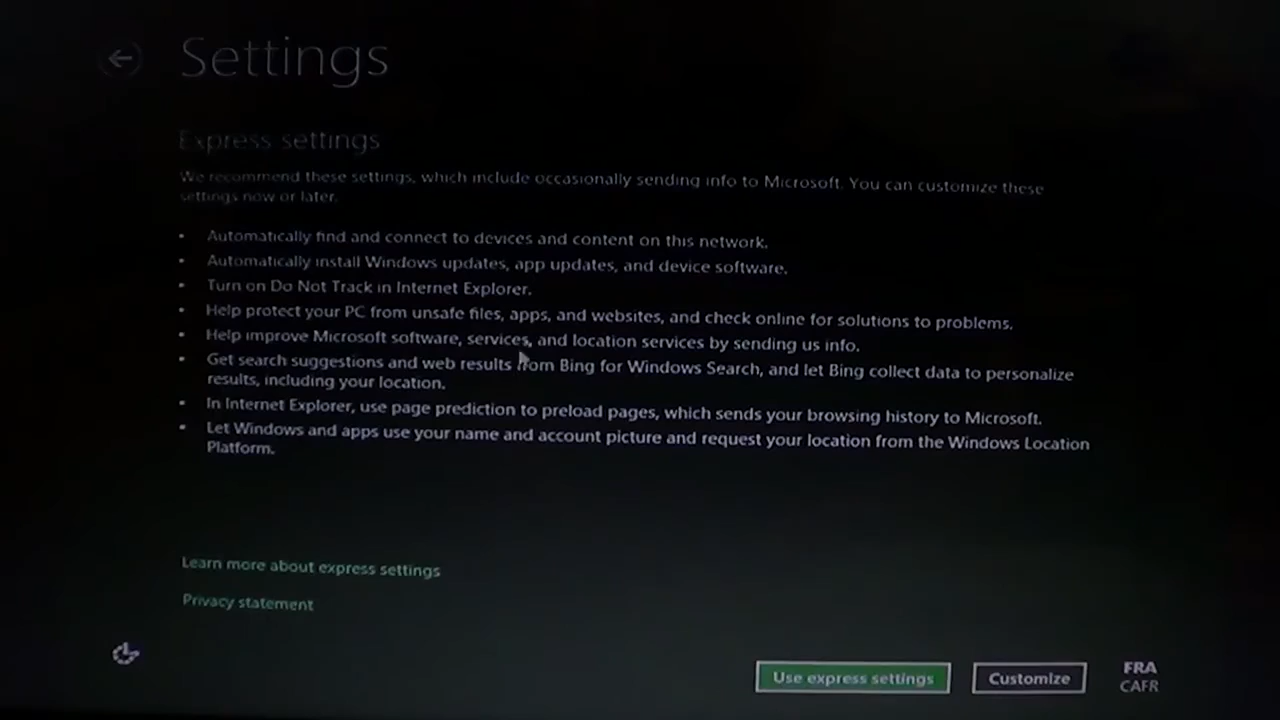 Settings
Express settings
We recommend these settings, which include occasionally sending info to Microsoft. You can customize these
settings now or later.
• Automatically find and connect to devices and content on this network.
• Automatically install Windows updates, app updates, and device software.
• Turn on Do Not Track in Internet Explorer.
• Help protect your PC from unsafe files, apps, and websites, and check online for solutions to problems.
• Help improve Microsoft software, services, and location services by sending us info.
• Get search suggestions and web results from Bing for Windows Search, and let Bing collect data to personalize
results, including your location.
• In Internet Explorer, use page prediction to preload pages, which sends your browsing history to Microsoft.
• Let Windows and apps use your name and account picture and request your location from the Windows Location
Platform.
Learn more about express settings
Privacy statement
Use express settings
Customize
FRA
CAFR